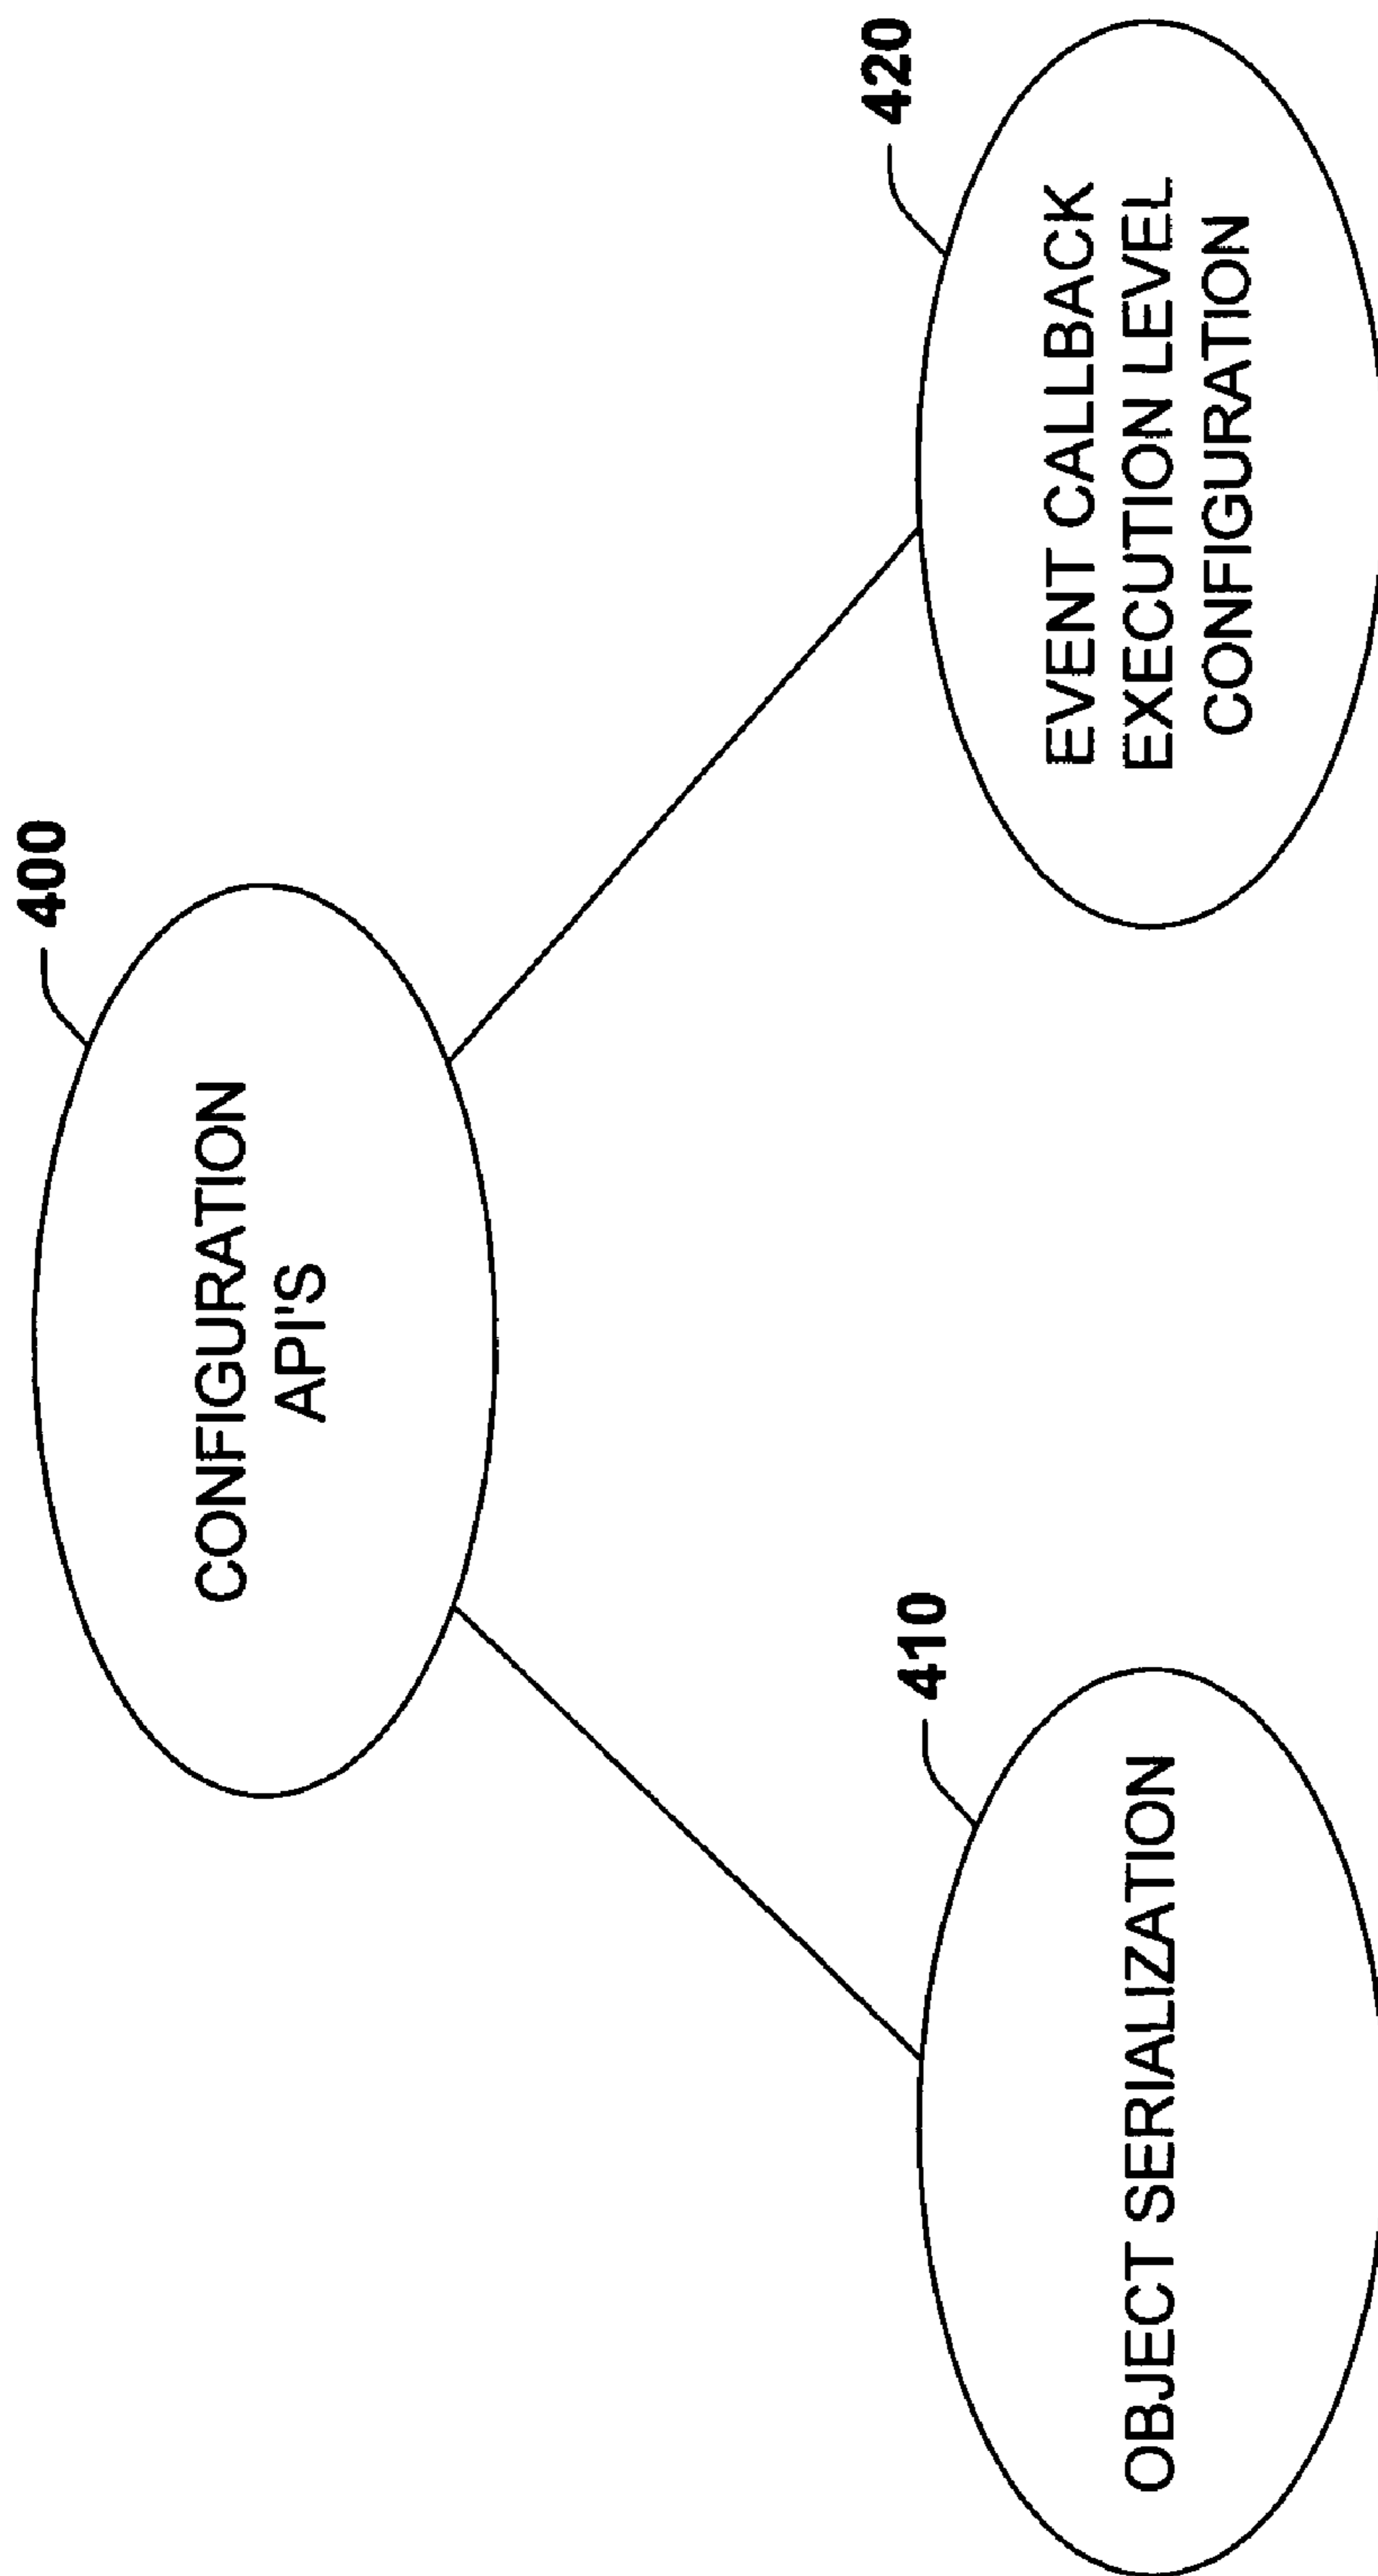 400
CONFIGURATION
API'S
410
OBJECT SERIALIZATION
420
EVENT CALLBACK
EXECUTION LEVEL
CONFIGURATION